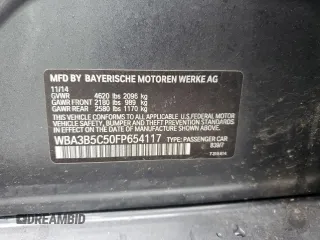 MFD BY BAYERISCHE MOTOREN WERKE AG
11/14
GVWR 4620 lbs 2096 kg
GAWR FRONT 2180 lbs 989 kg
GAWR REAR 2580 lbs 1170 kg
THIS VEHICLE CONFORMS TO ALL APPLICABLE U.S. FEDERAL MOTOR
VEHICLE SAFETY, BUMPER, AND THEFT PREVENTION STANDARDS
IN EFFECT ON THE DATE OF MANUFACTURE SHOWN ABOVE.
WBA3B5C50FP654117 TYPE: PASSENGER CAR